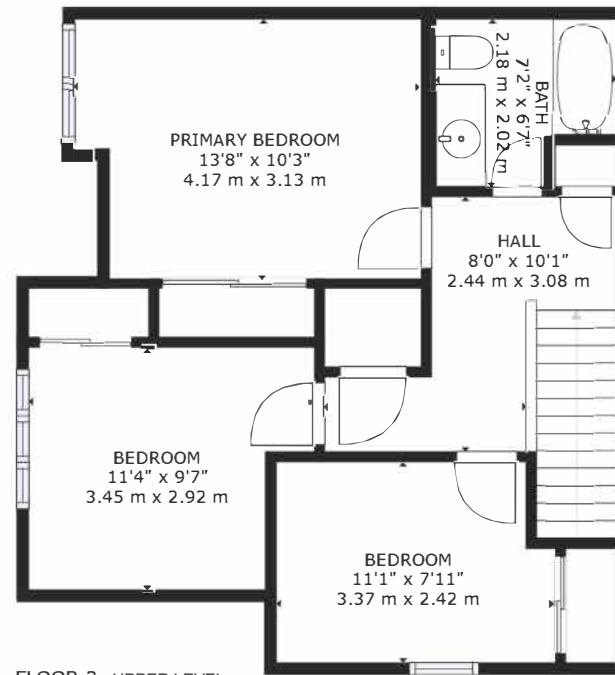 PRIMARY BEDROOM
13'8" x 10'3"
4.17 m x 3.13 m
BATH
7'2" x 6'7"
2.18 m x 2.02 m
HALL
8'0" x 10'1"
2.44 m x 3.08 m
BEDROOM
11'4" x 9'7"
3.45 m x 2.92 m
BEDROOM
11'1" x 7'11"
3.37 m x 2.42 m
FLOOR 2 UPPER LEVEL